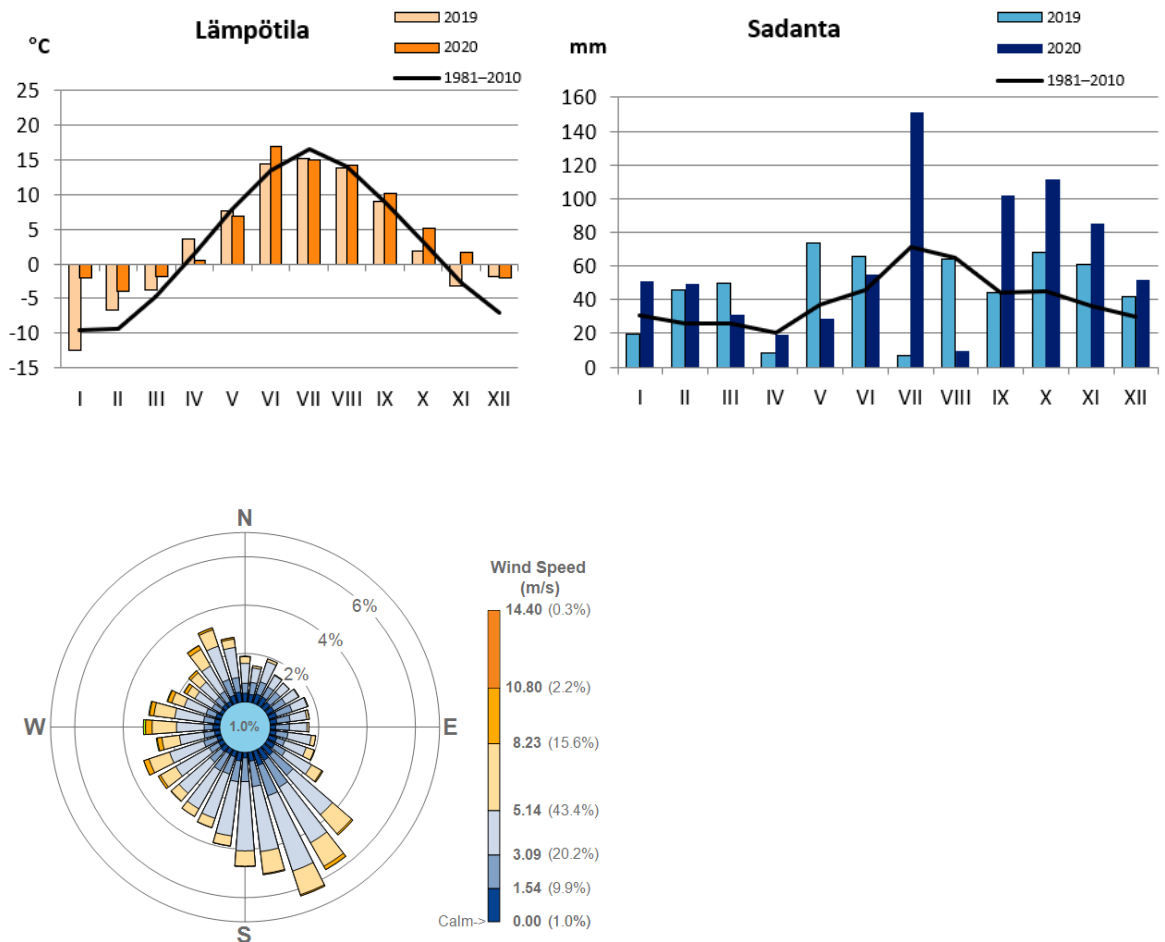 Lämpötila
°C
2019
2020
1981–2010
25
20
15
10
5
0
-5
-10
-15
I II III IV V VI VII VIII IX X XI XII
Sadanta
mm
2019
2020
1981–2010
160
140
120
100
80
60
40
20
0
I II III IV V VI VII VIII IX X XI XII
N
6%
4%
2%
W
1.0%
E
S
Wind Speed
(m/s)
14.40 (0.3%)
10.80 (2.2%)
8.23 (15.6%)
5.14 (43.4%)
3.09 (20.2%)
1.54 (9.9%)
Calm-> 0.00 (1.0%)